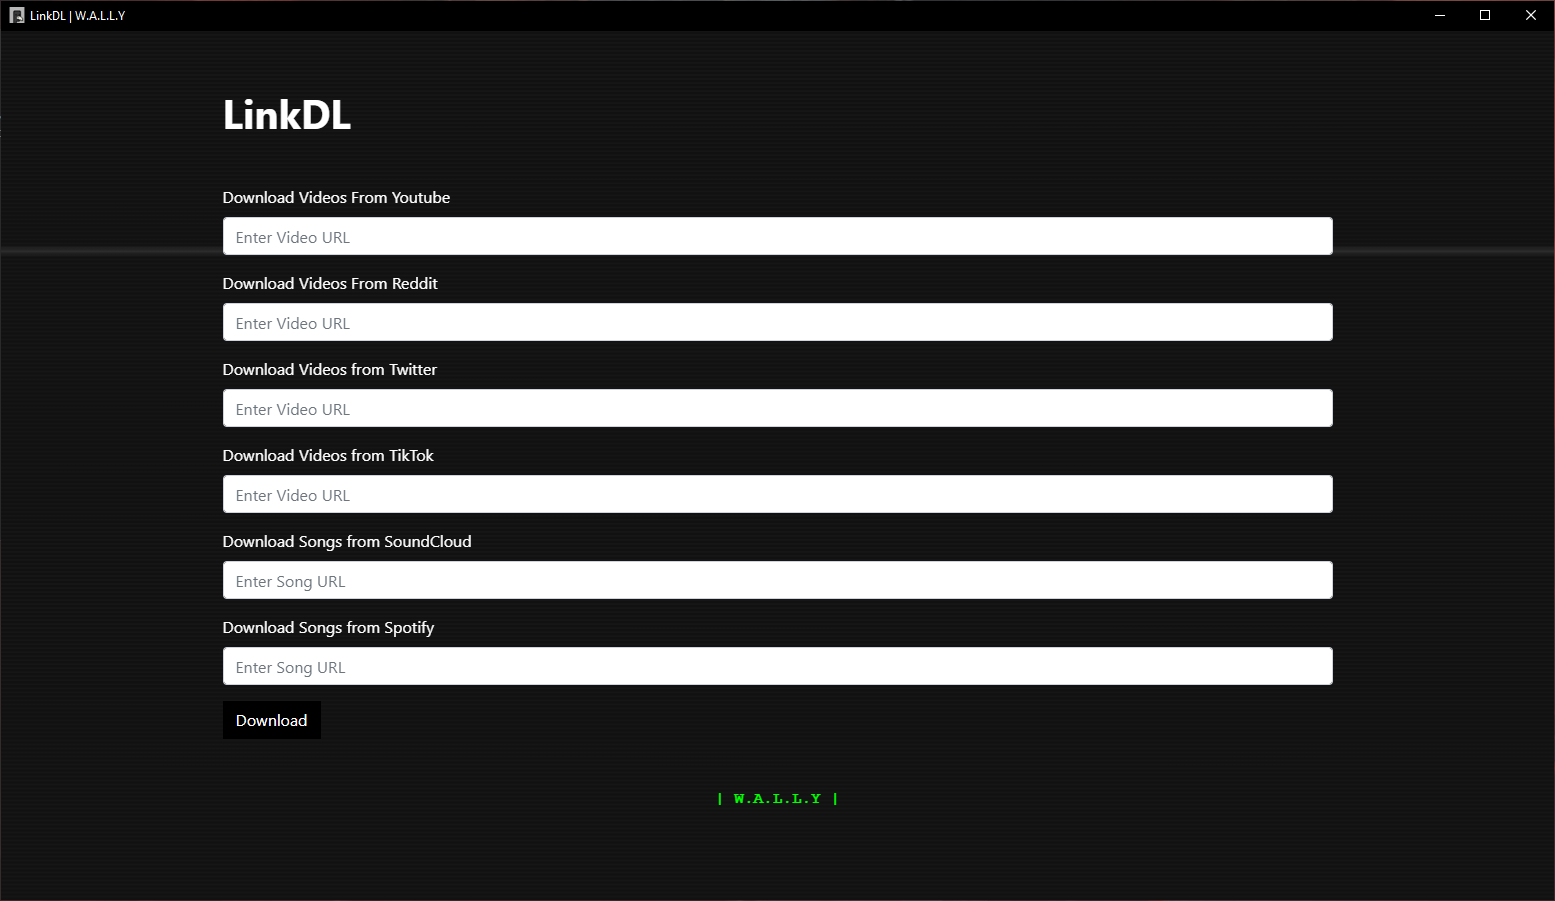 LinkDL | W.A.L.L.Y
LinkDL
Download Videos From Youtube
Enter Video URL
Download Videos From Reddit
Enter Video URL
Download Videos from Twitter
Enter Video URL
Download Videos from TikTok
Enter Video URL
Download Songs from SoundCloud
Enter Song URL
Download Songs from Spotify
Enter Song URL
Download
| W.A.L.L.Y |